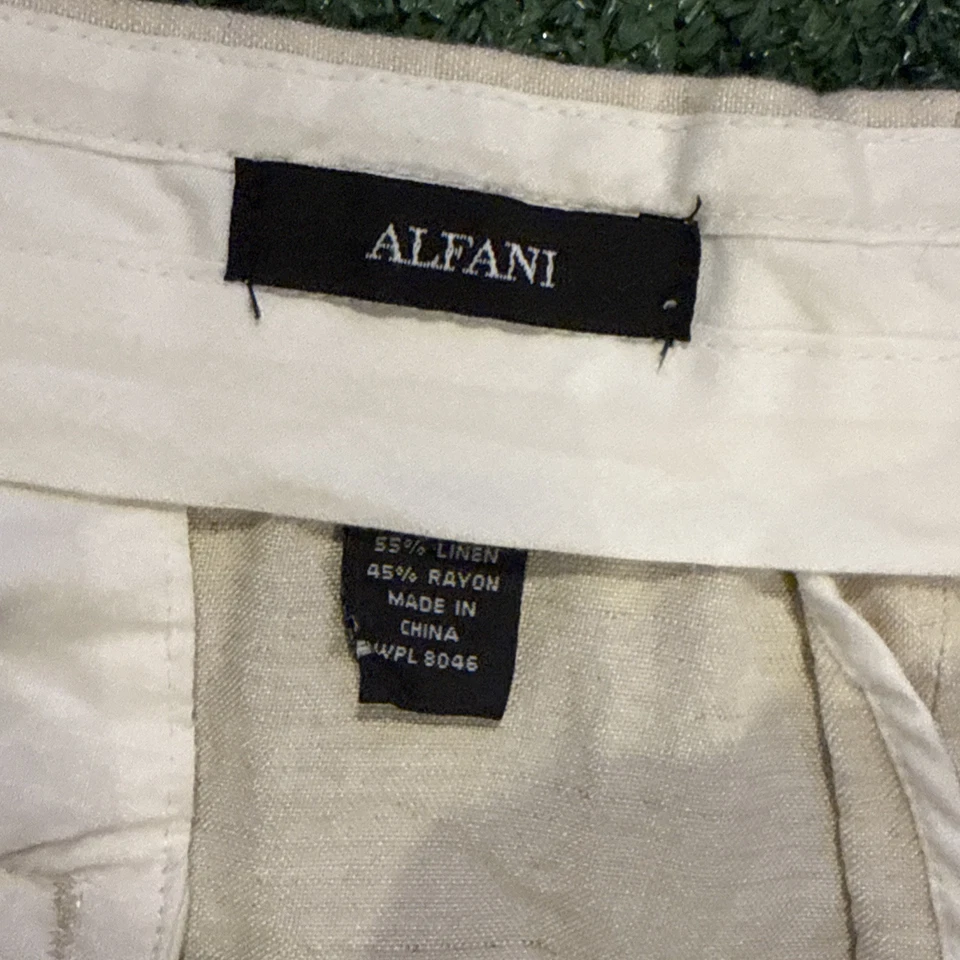 ALFANI
55% LINEN
45% RAYON
MADE IN
CHINA
WPL 8046